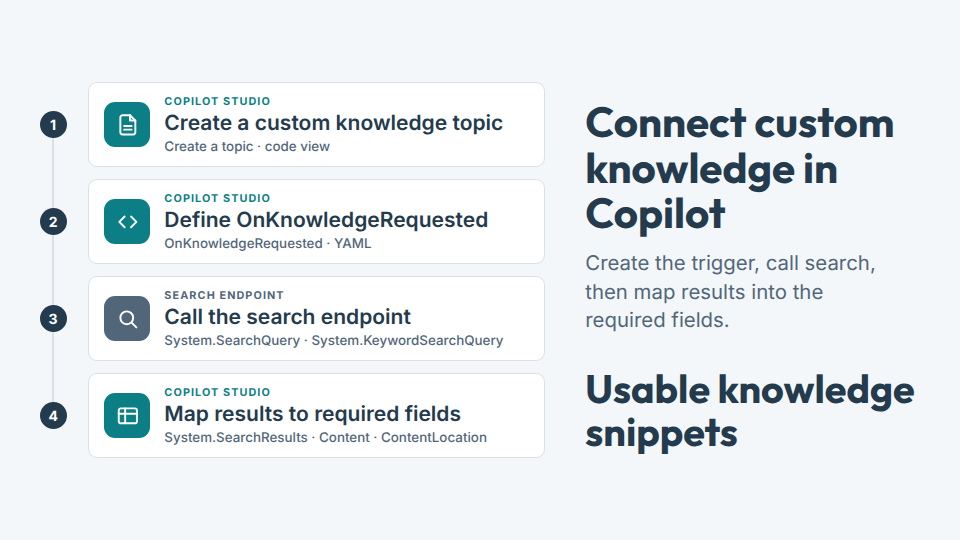 1
COPILOT STUDIO
Create a custom knowledge topic
Create a topic · code view
2
COPILOT STUDIO
Define OnKnowledgeRequested
OnKnowledgeRequested · YAML
3
SEARCH ENDPOINT
Call the search endpoint
System.SearchQuery · System.KeywordSearchQuery
4
COPILOT STUDIO
Map results to required fields
System.SearchResults · Content · ContentLocation
Connect custom
knowledge in
Copilot
Create the trigger, call search,
then map results into the
required fields.
Usable knowledge
snippets